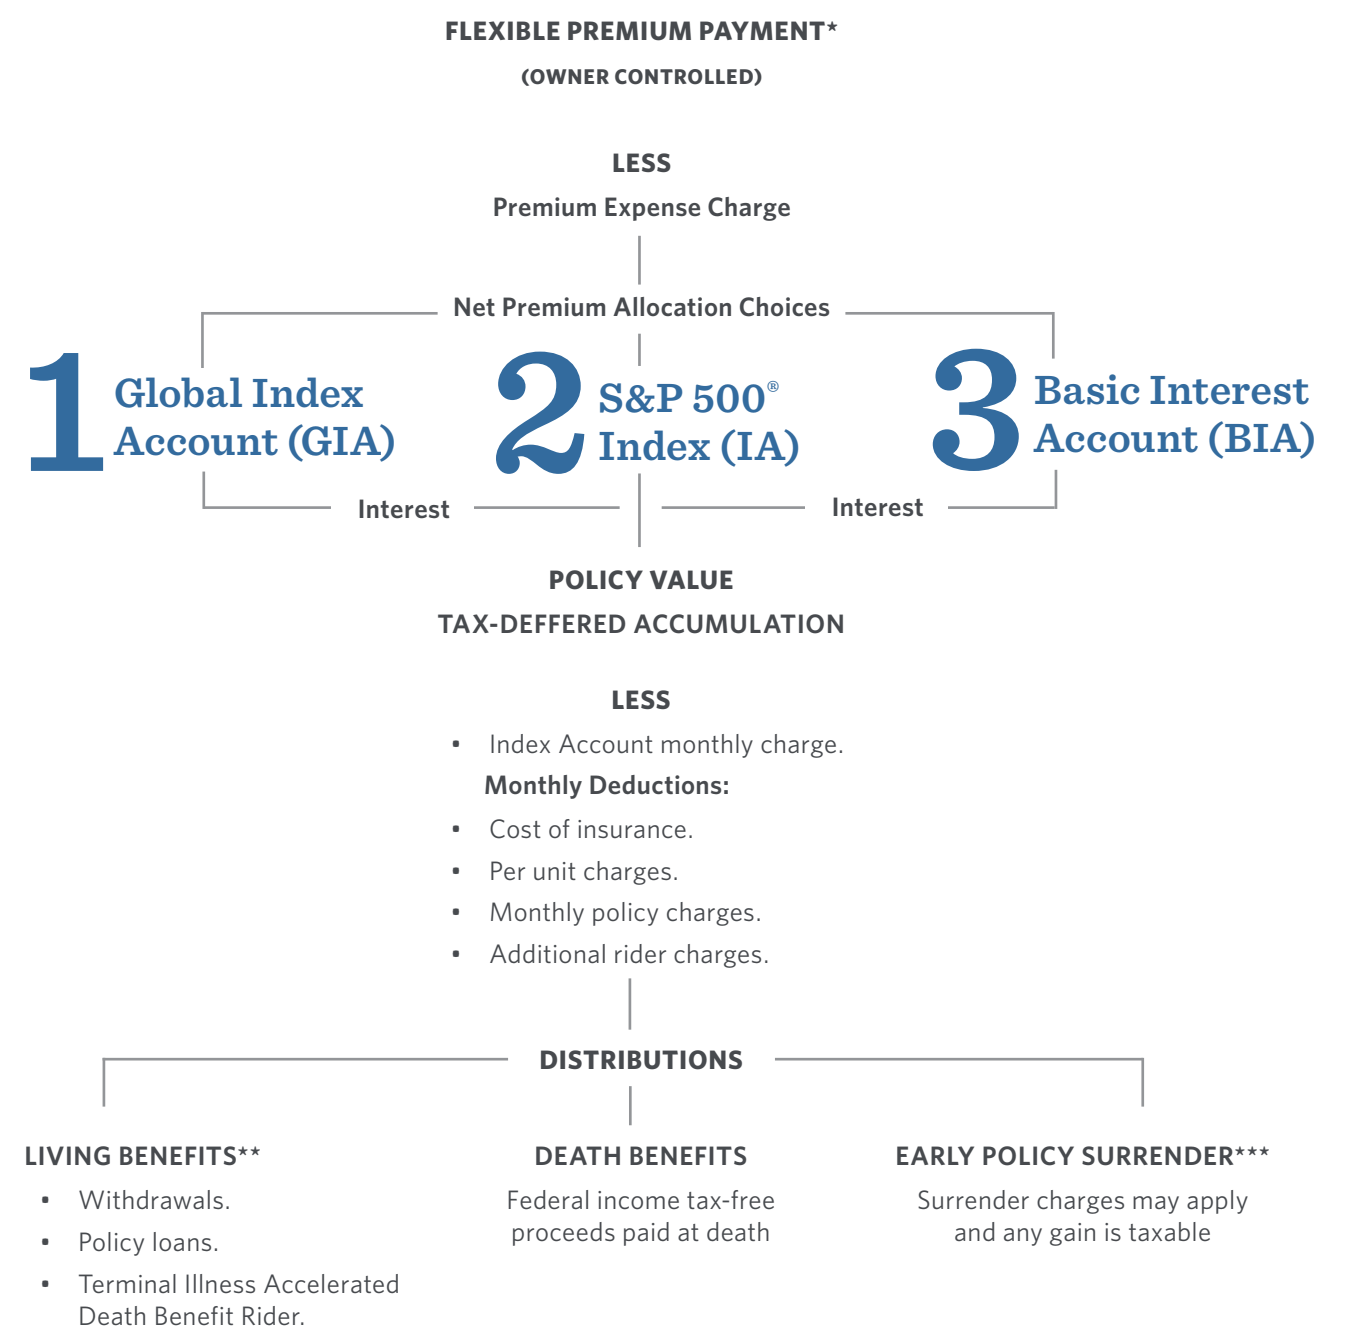 FLEXIBLE PREMIUM PAYMENT*
(OWNER CONTROLLED)
LESS
Premium Expense Charge
Net Premium Allocation Choices
1 Global Index
Account (GIA)
2 S&P 500®
Index (IA)
3 Basic Interest
Account (BIA)
Interest
Interest
POLICY VALUE
TAX-DEFFERED ACCUMULATION
LESS
• Index Account monthly charge.
Monthly Deductions:
• Cost of insurance.
• Per unit charges.
• Monthly policy charges.
• Additional rider charges.
DISTRIBUTIONS
LIVING BENEFITS**
• Withdrawals.
• Policy loans.
• Terminal Illness Accelerated
Death Benefit Rider.
DEATH BENEFITS
Federal income tax-free
proceeds paid at death
EARLY POLICY SURRENDER***
Surrender charges may apply
and any gain is taxable